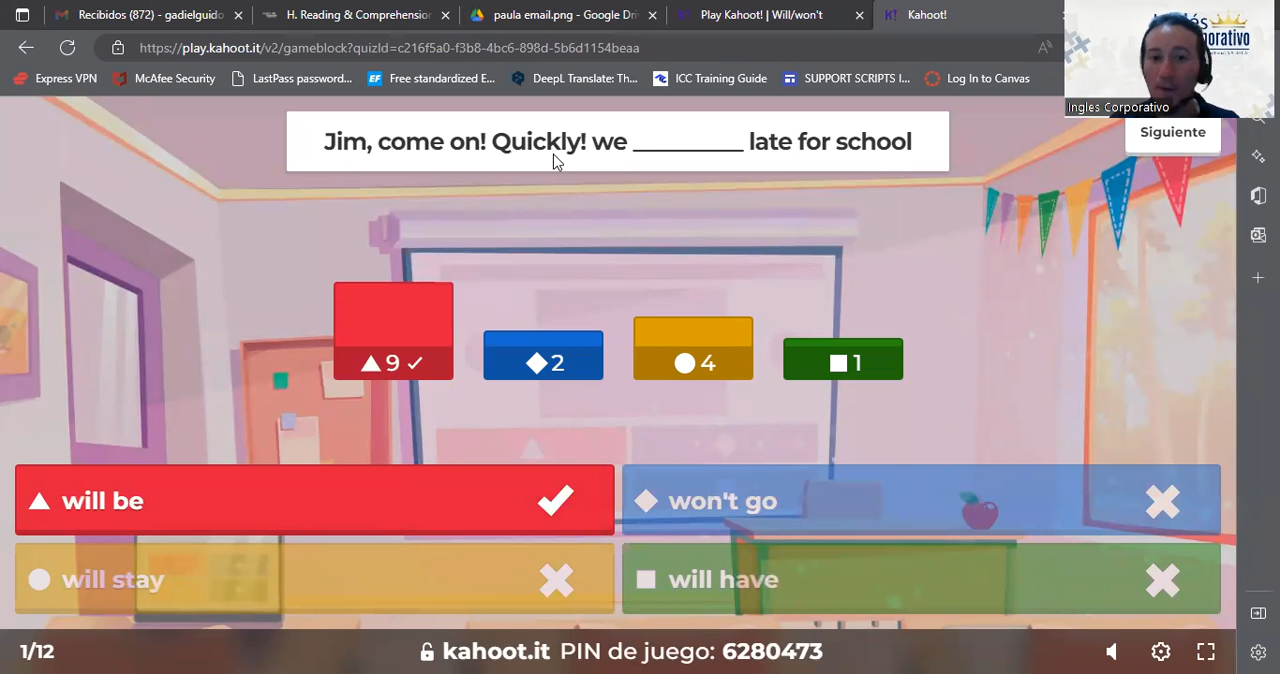 Recibidos (872) - gadielguido
H. Reading & Comprehension
paula email.png - Google Dri
Play Kahoot! | Will/won't
Kahoot!
https://play.kahoot.it/v2/gameblock?quizId=c216f5a0-f3b8-4bc6-898d-5b6d1154beaa
Express VPN
McAfee Security
LastPass password...
Free standardized E...
DeepL Translate: Th...
ICC Training Guide
SUPPORT SCRIPTS I...
Log In to Canvas
Ingles Corporativo
Jim, come on! Quickly! we _________ late for school
Siguiente
9
2
4
1
will be
won't go
will stay
will have
1/12
kahoot.it PIN de juego: 6280473